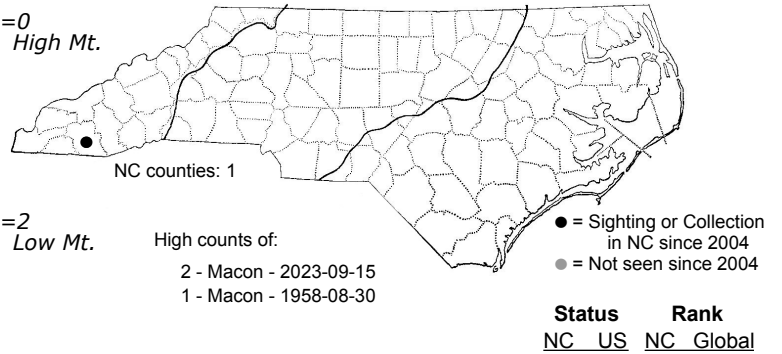 =0
High Mt.
NC counties: 1
=2
Low Mt.
High counts of:
2 - Macon - 2023-09-15
1 - Macon - 1958-08-30
● = Sighting or Collection
in NC since 2004
● = Not seen since 2004
Status Rank
NC US NC Global